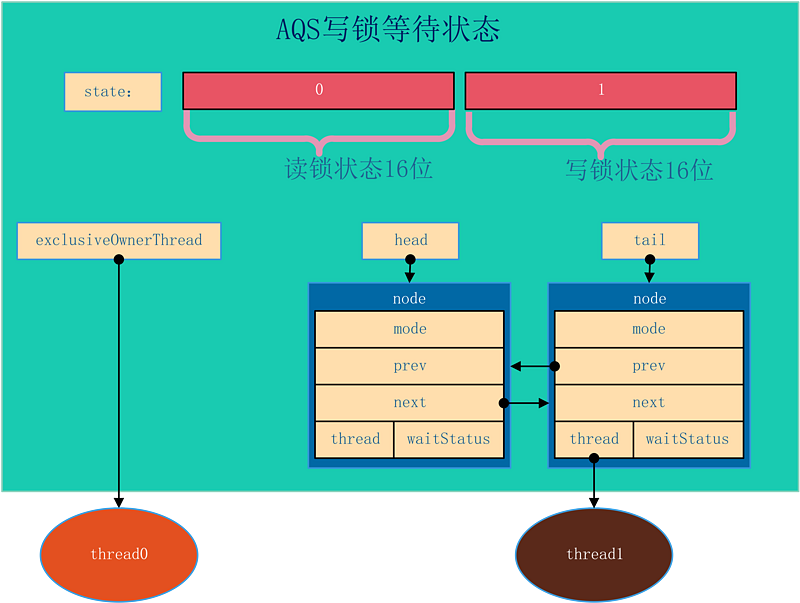 AQS写锁等待状态
state:
0
1
读锁状态16位
写锁状态16位
exclusiveOwnerThread
head
tail
node
node
mode
mode
prev
prev
next
next
thread
waitStatus
thread
waitStatus
thread0
thread1